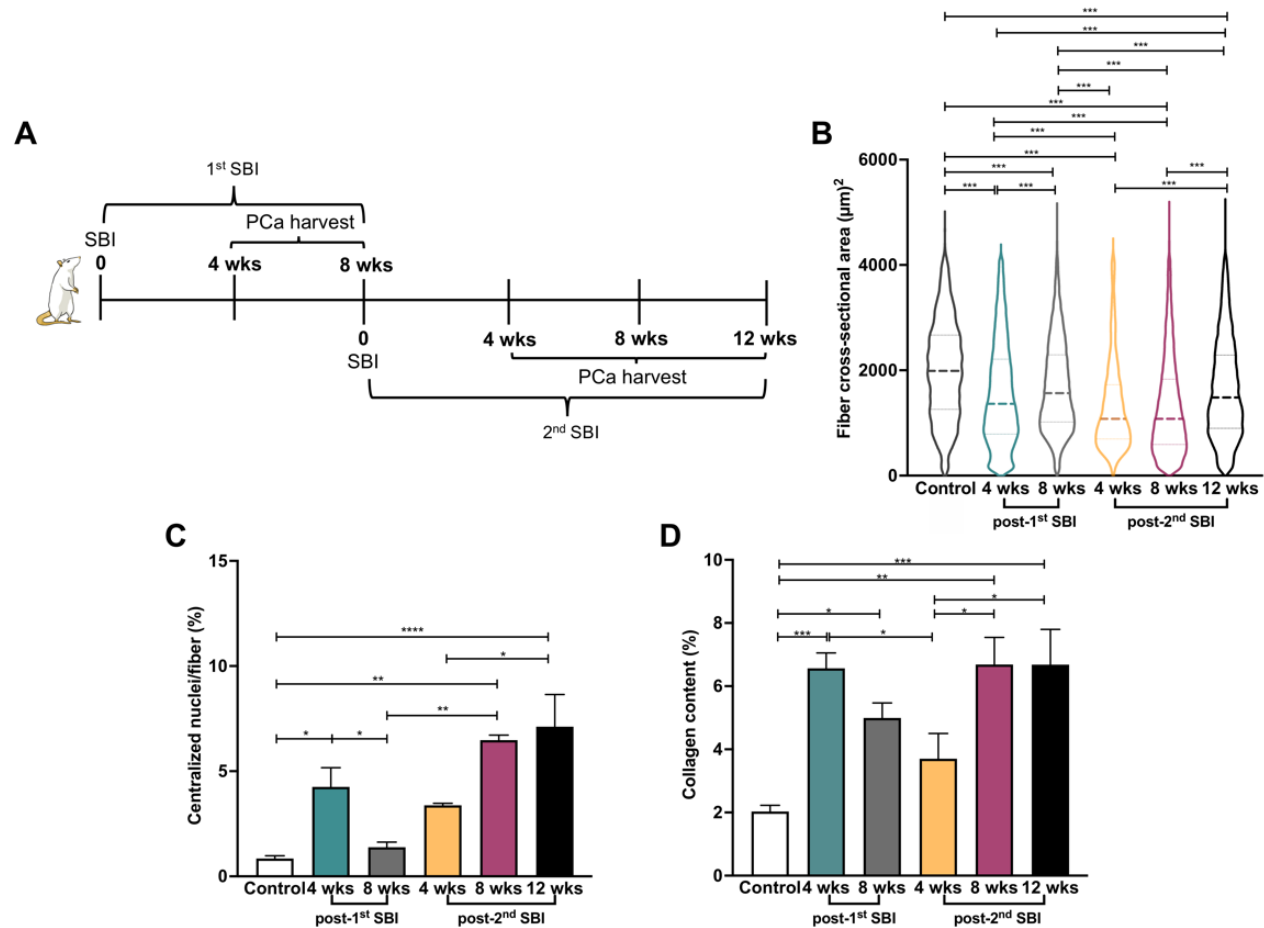 A
1st SBI
PCa harvest
SBI
0
4 wks
8 wks
0
SBI
4 wks
8 wks
12 wks
PCa harvest
2nd SBI
B
***
***
***
***
***
***
***
***
***
***
***
***
***
***
Fiber cross-sectional area (µm)2
6000
4000
2000
0
Control 4 wks 8 wks 4 wks 8 wks 12 wks
post-1st SBI post-2nd SBI
C
Centralized nuclei/fiber (%)
15
10
5
0
****
*
**
**
* *
Control 4 wks 8 wks 4 wks 8 wks 12 wks
post-1st SBI post-2nd SBI
D
Collagen content (%)
10
8
6
4
2
0
***
**
*
* *
*** *
Control 4 wks 8 wks 4 wks 8 wks 12 wks
post-1st SBI post-2nd SBI